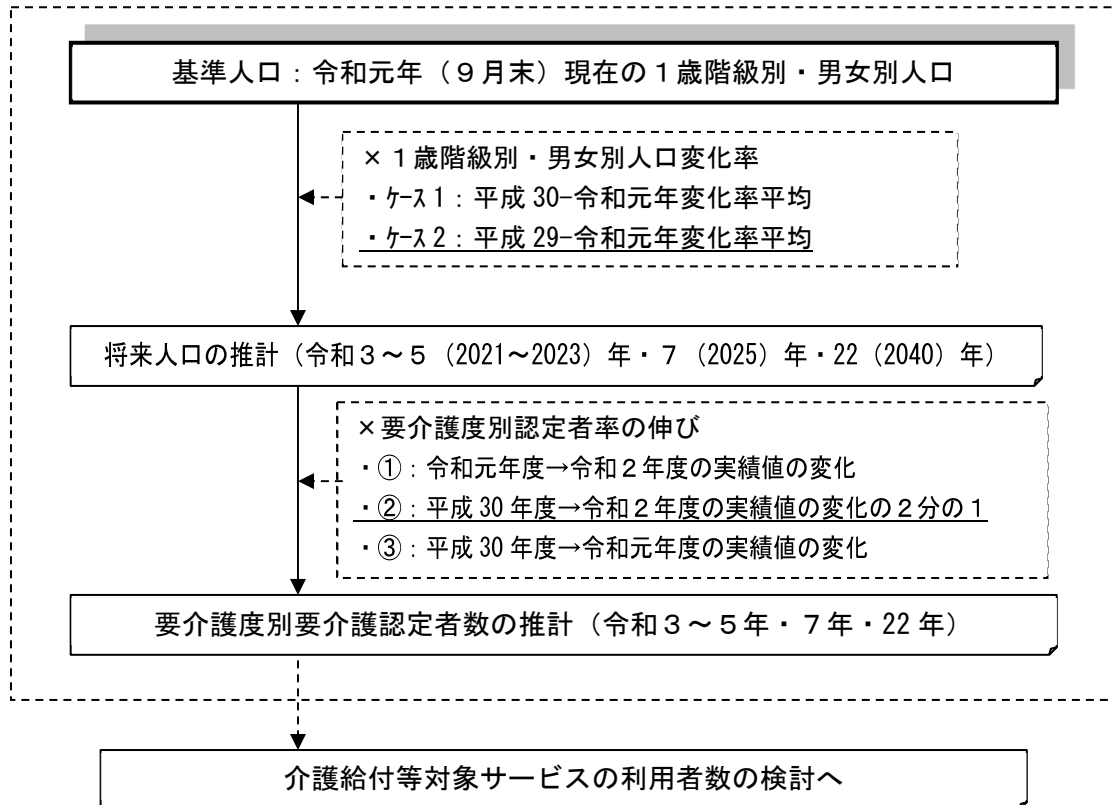 基準人口：令和元年（９月末）現在の１歳階級別・男女別人口
×１歳階級別・男女別人口変化率
・ｹｰｽ1：平成30−令和元年変化率平均
・ｹｰｽ2：平成29−令和元年変化率平均
将来人口の推計（令和３～５（2021～2023）年・７（2025）年・22（2040）年）
×要介護度別認定者率の伸び
・①：令和元年度→令和２年度の実績値の変化
・②：平成30年度→令和２年度の実績値の変化の２分の１
・③：平成30年度→令和元年度の実績値の変化
要介護度別要介護認定者数の推計（令和３～５年・７年・22年）
介護給付等対象サービスの利用者数の検討へ